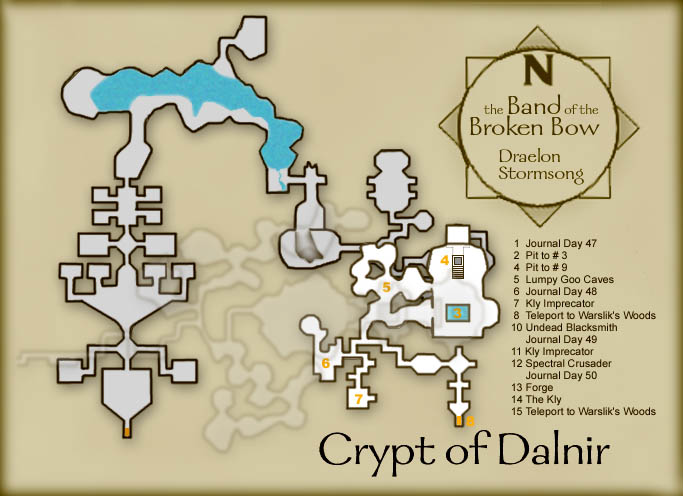 N
the Band of the
Broken Bow
Draelon
Stormsong
1 Journal Day 47
2 Pit to # 3
4 Pit to # 9
5 Lumpy Goo Caves
6 Journal Day 48
7 Kly Imprecator
8 Teleport to Warslik's Woods
10 Undead Blacksmith
Journal Day 49
11 Kly Imprecator
12 Spectral Crusader
Journal Day 50
13 Forge
14 The Kly
15 Teleport to Warslik's Woods
4
5
3
6
7
8
Crypt of Dalnir